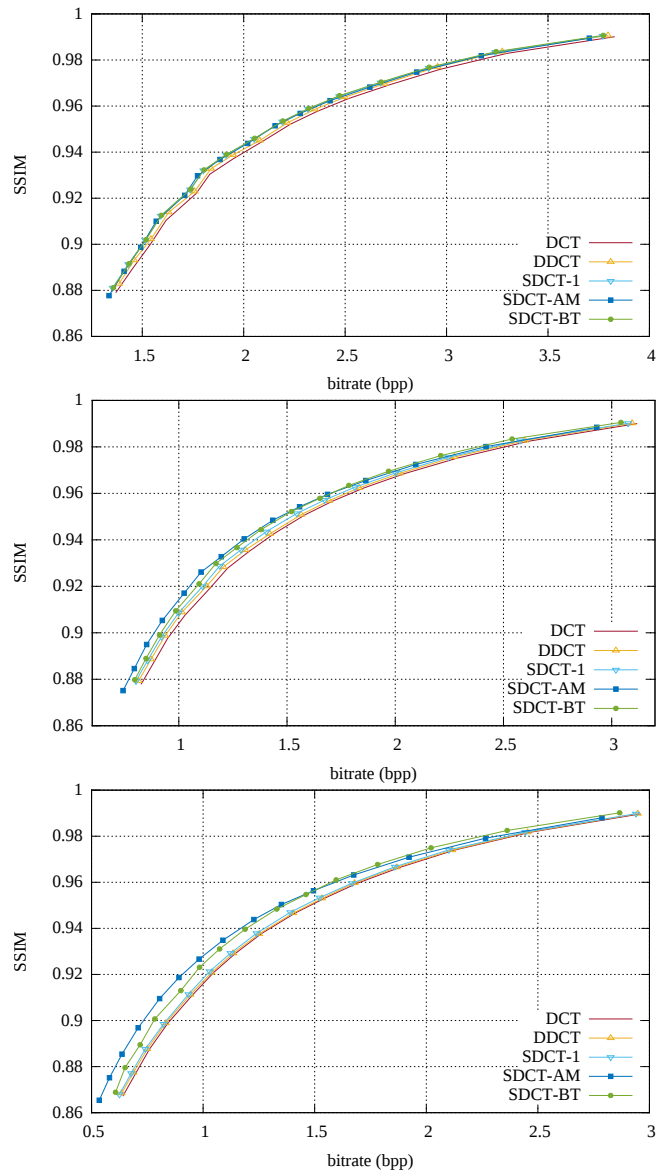 1
0.98
0.96
0.94
0.92
0.9
0.88
0.86
SSIM
DCT
DDCT
SDCT-1
SDCT-AM
SDCT-BT
1.5 2 2.5 3 3.5 4
bitrate (bpp)
1
0.98
0.96
0.94
0.92
0.9
0.88
0.86
SSIM
DCT
DDCT
SDCT-1
SDCT-AM
SDCT-BT
1 1.5 2 2.5 3
bitrate (bpp)
1
0.98
0.96
0.94
0.92
0.9
0.88
0.86
SSIM
DCT
DDCT
SDCT-1
SDCT-AM
SDCT-BT
0.5 1 1.5 2 2.5 3
bitrate (bpp)